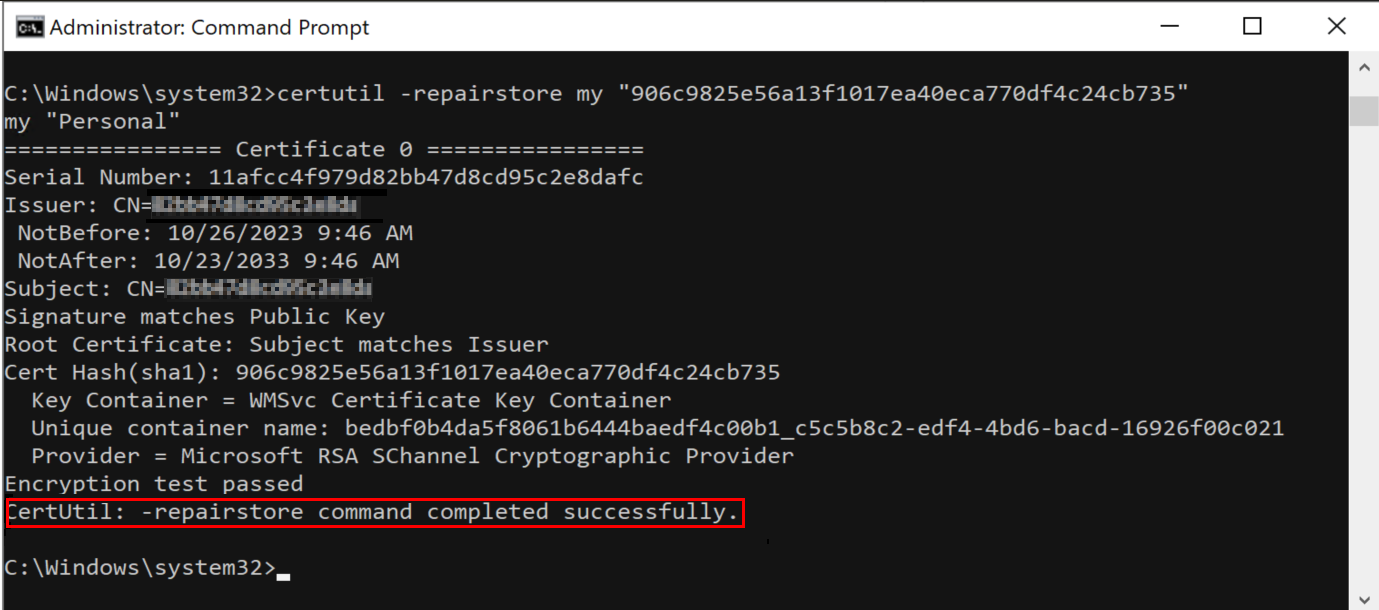 Administrator: Command Prompt
C:\Windows\system32>certutil -repairstore my "906c9825e56a13f1017ea40eca770df4c24cb735"
my "Personal"
================ Certificate 0 ================
Serial Number: 11afcc4f979d82bb47d8cd95c2e8dafc
Issuer: CN=
NotBefore: 10/26/2023 9:46 AM
NotAfter: 10/23/2033 9:46 AM
Subject: CN=
Signature matches Public Key
Root Certificate: Subject matches Issuer
Cert Hash(sha1): 906c9825e56a13f1017ea40eca770df4c24cb735
Key Container = WMSvc Certificate Key Container
Unique container name: bedbf0b4da5f8061b6444baedf4c00b1_c5c5b8c2-edf4-4bd6-bacd-16926f00c021
Provider = Microsoft RSA SChannel Cryptographic Provider
Encryption test passed
CertUtil: -repairstore command completed successfully.
C:\Windows\system32>